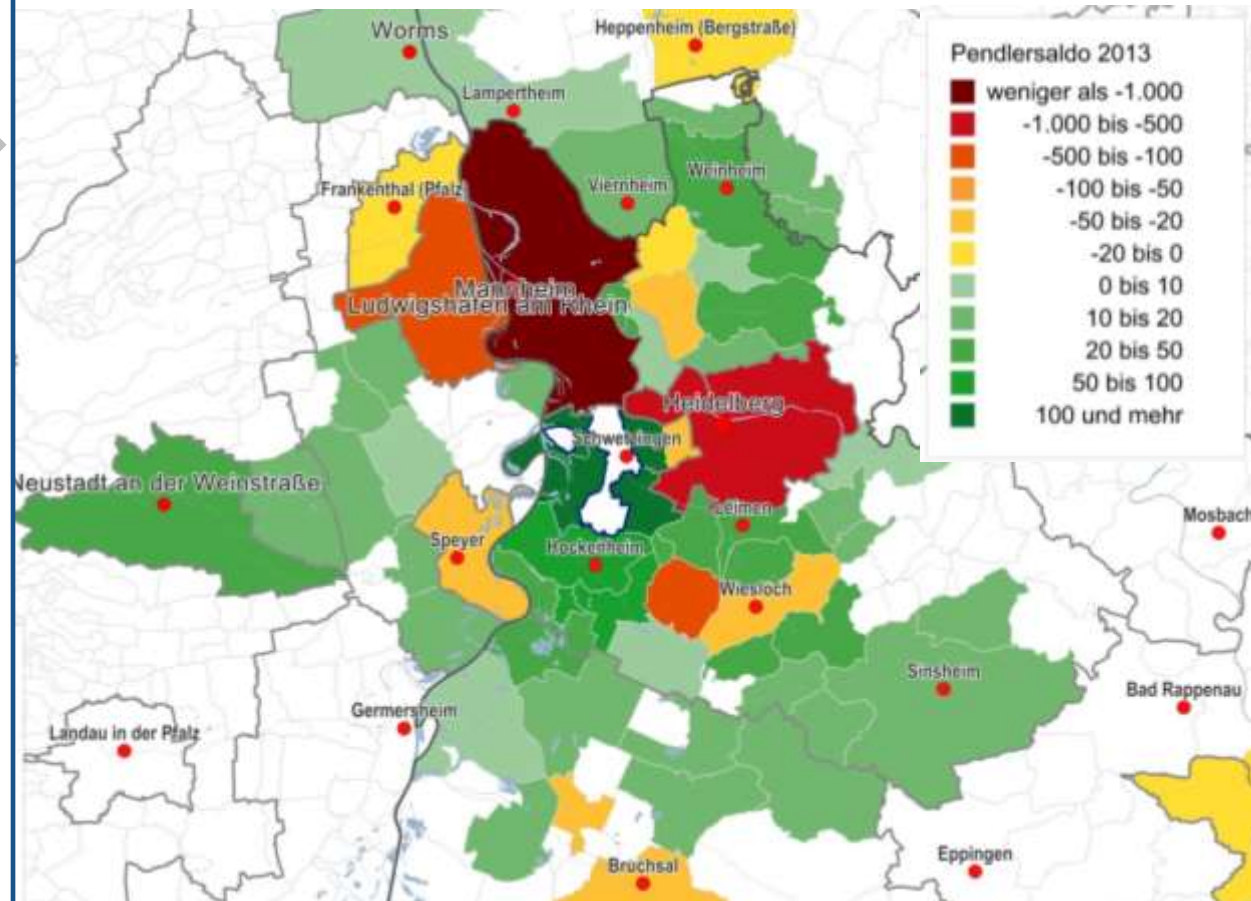 Worms
Heppenheim (Bergstraße)
Lampertheim
Frankenthal (Pfalz)
Viernheim
Weinheim
Mannheim
Ludwigshafen am Rhein
Heidelberg
Schwetzingen
Neustadt an der Weinstraße
Speyer
Hockenheim
Leimen
Wiesloch
Mosbach
Sinsheim
Bad Rappenau
Germersheim
Landau in der Pfalz
Eppingen
Bruchsal
Pendlersaldo 2013
weniger als -1.000
-1.000 bis -500
-500 bis -100
-100 bis -50
-50 bis -20
-20 bis 0
0 bis 10
10 bis 20
20 bis 50
50 bis 100
100 und mehr